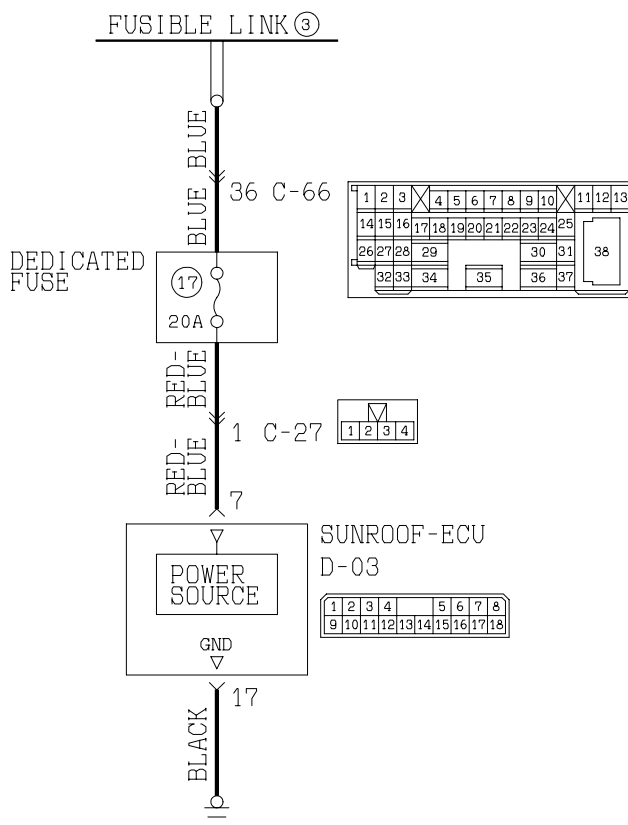 FUSIBLE LINK ③
BLUE
36 C-66
BLUE
1 2 3 4 5 6 7 8 9 10 11 12 13
14 15 16 17 18 19 20 21 22 23 24 25
26 27 28 29 30 31 38
32 33 34 35 36 37
DEDICATED
FUSE
⑰
20A
RED-
BLUE
1 C-27
1 2 3 4
RED-
BLUE
7
SUNROOF-ECU
D-03
POWER
SOURCE
1 2 3 4 5 6 7 8
9 10 11 12 13 14 15 16 17 18
GND
17
BLACK